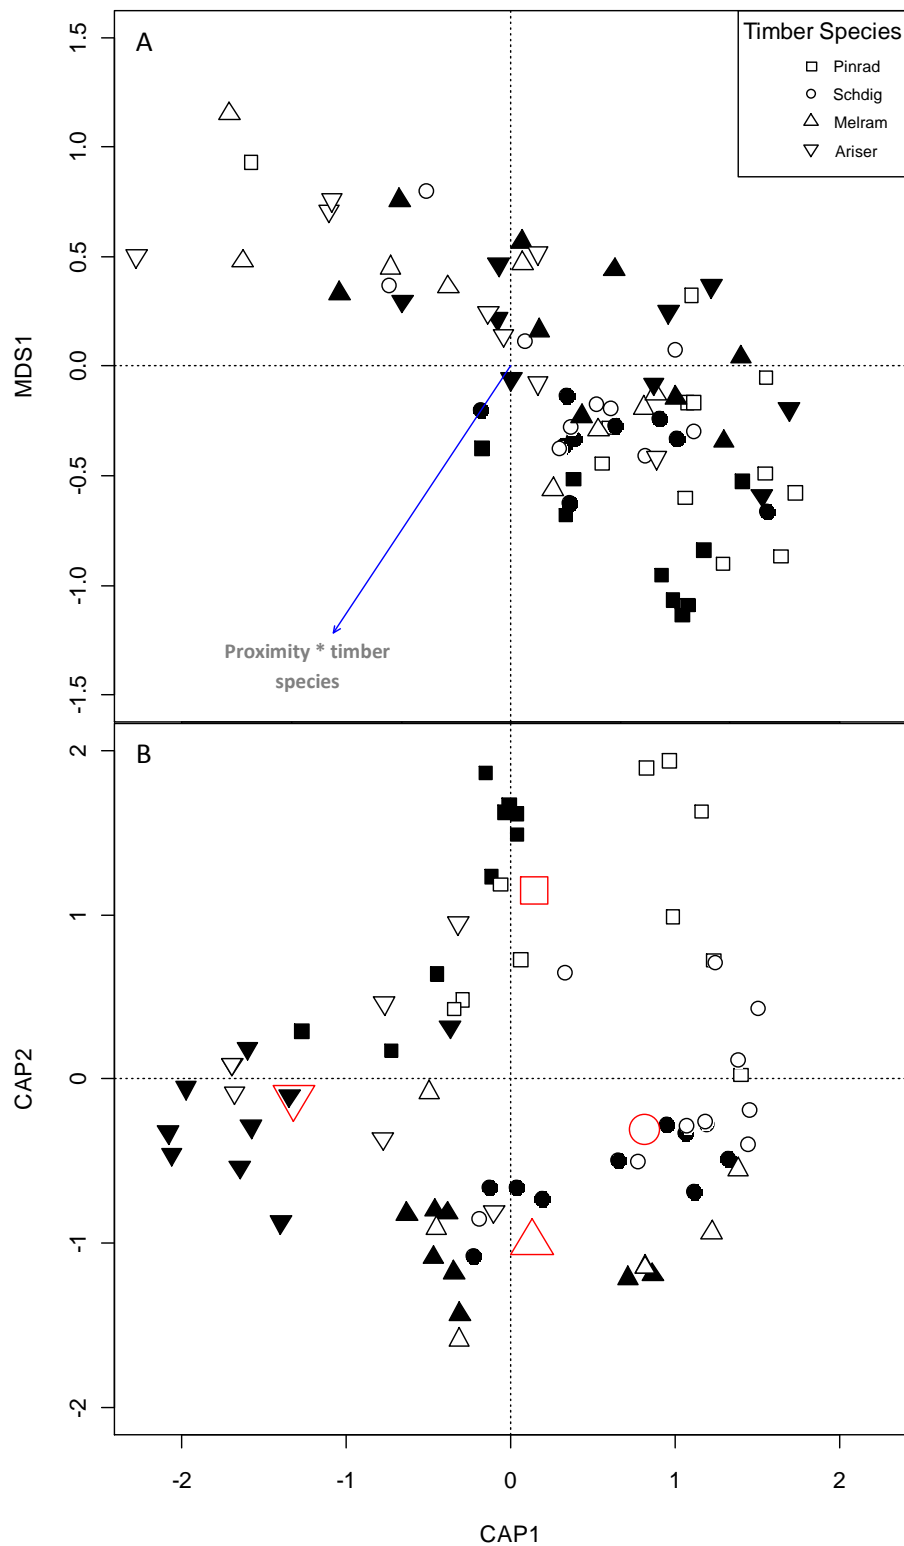 A
Timber Species
Pinrad
Schdig
Melram
Ariser
1.5
1.0
0.5
0.0
-0.5
-1.0
-1.5
MDS1
Proximity * timber
species
B
2
1
0
-1
-2
CAP2
-2 -1 0 1 2
CAP1